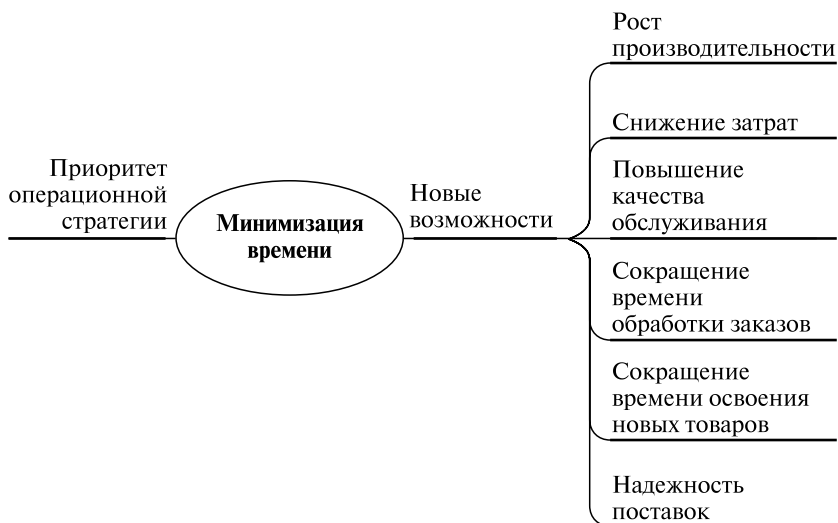 Приоритет
операционной
стратегии
Минимизация
времени
Новые
возможности
Рост
производительности
Снижение затрат
Повышение
качества
обслуживания
Сокращение
времени
обработки заказов
Сокращение
времени освоения
новых товаров
Надежность
поставок